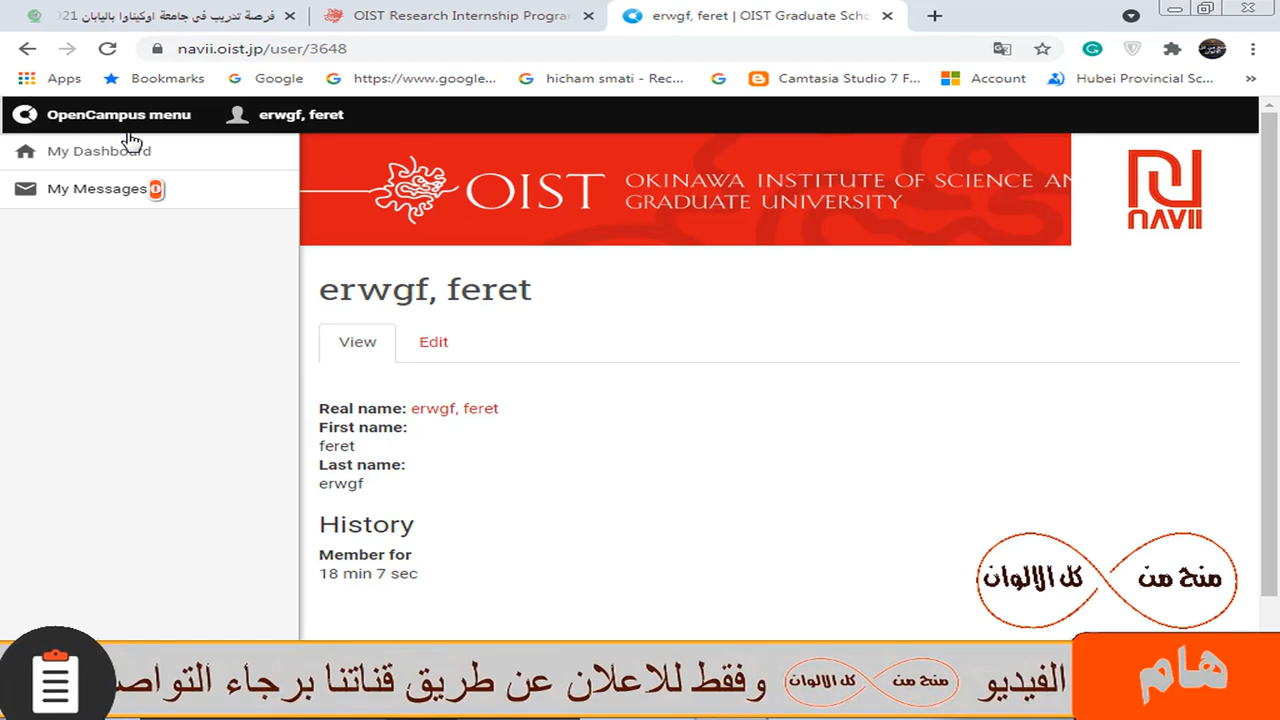 فرصة تدريب في جامعة اوكيناوا باليابان 021
OIST Research Internship Progra
erwgf, feret | OIST Graduate Scho
navii.oist.jp/user/3648
Apps
Bookmarks
Google
https://www.google...
hicham smati - Rec...
Camtasia Studio 7 F...
Account
Hubei Provincial Sc...
OpenCampus menu
erwgf, feret
My Dashboard
My Messages
OIST
OKINAWA INSTITUTE OF SCIENCE AN
GRADUATE UNIVERSITY
NAVII
erwgf, feret
View
Edit
Real name: erwgf, feret
First name:
feret
Last name:
erwgf
History
Member for
18 min 7 sec
منح من كل الالوان
هام
الفيديو منح من كل الالوان وفقط للاعلان عن طريق قناتنا برجاء التواص